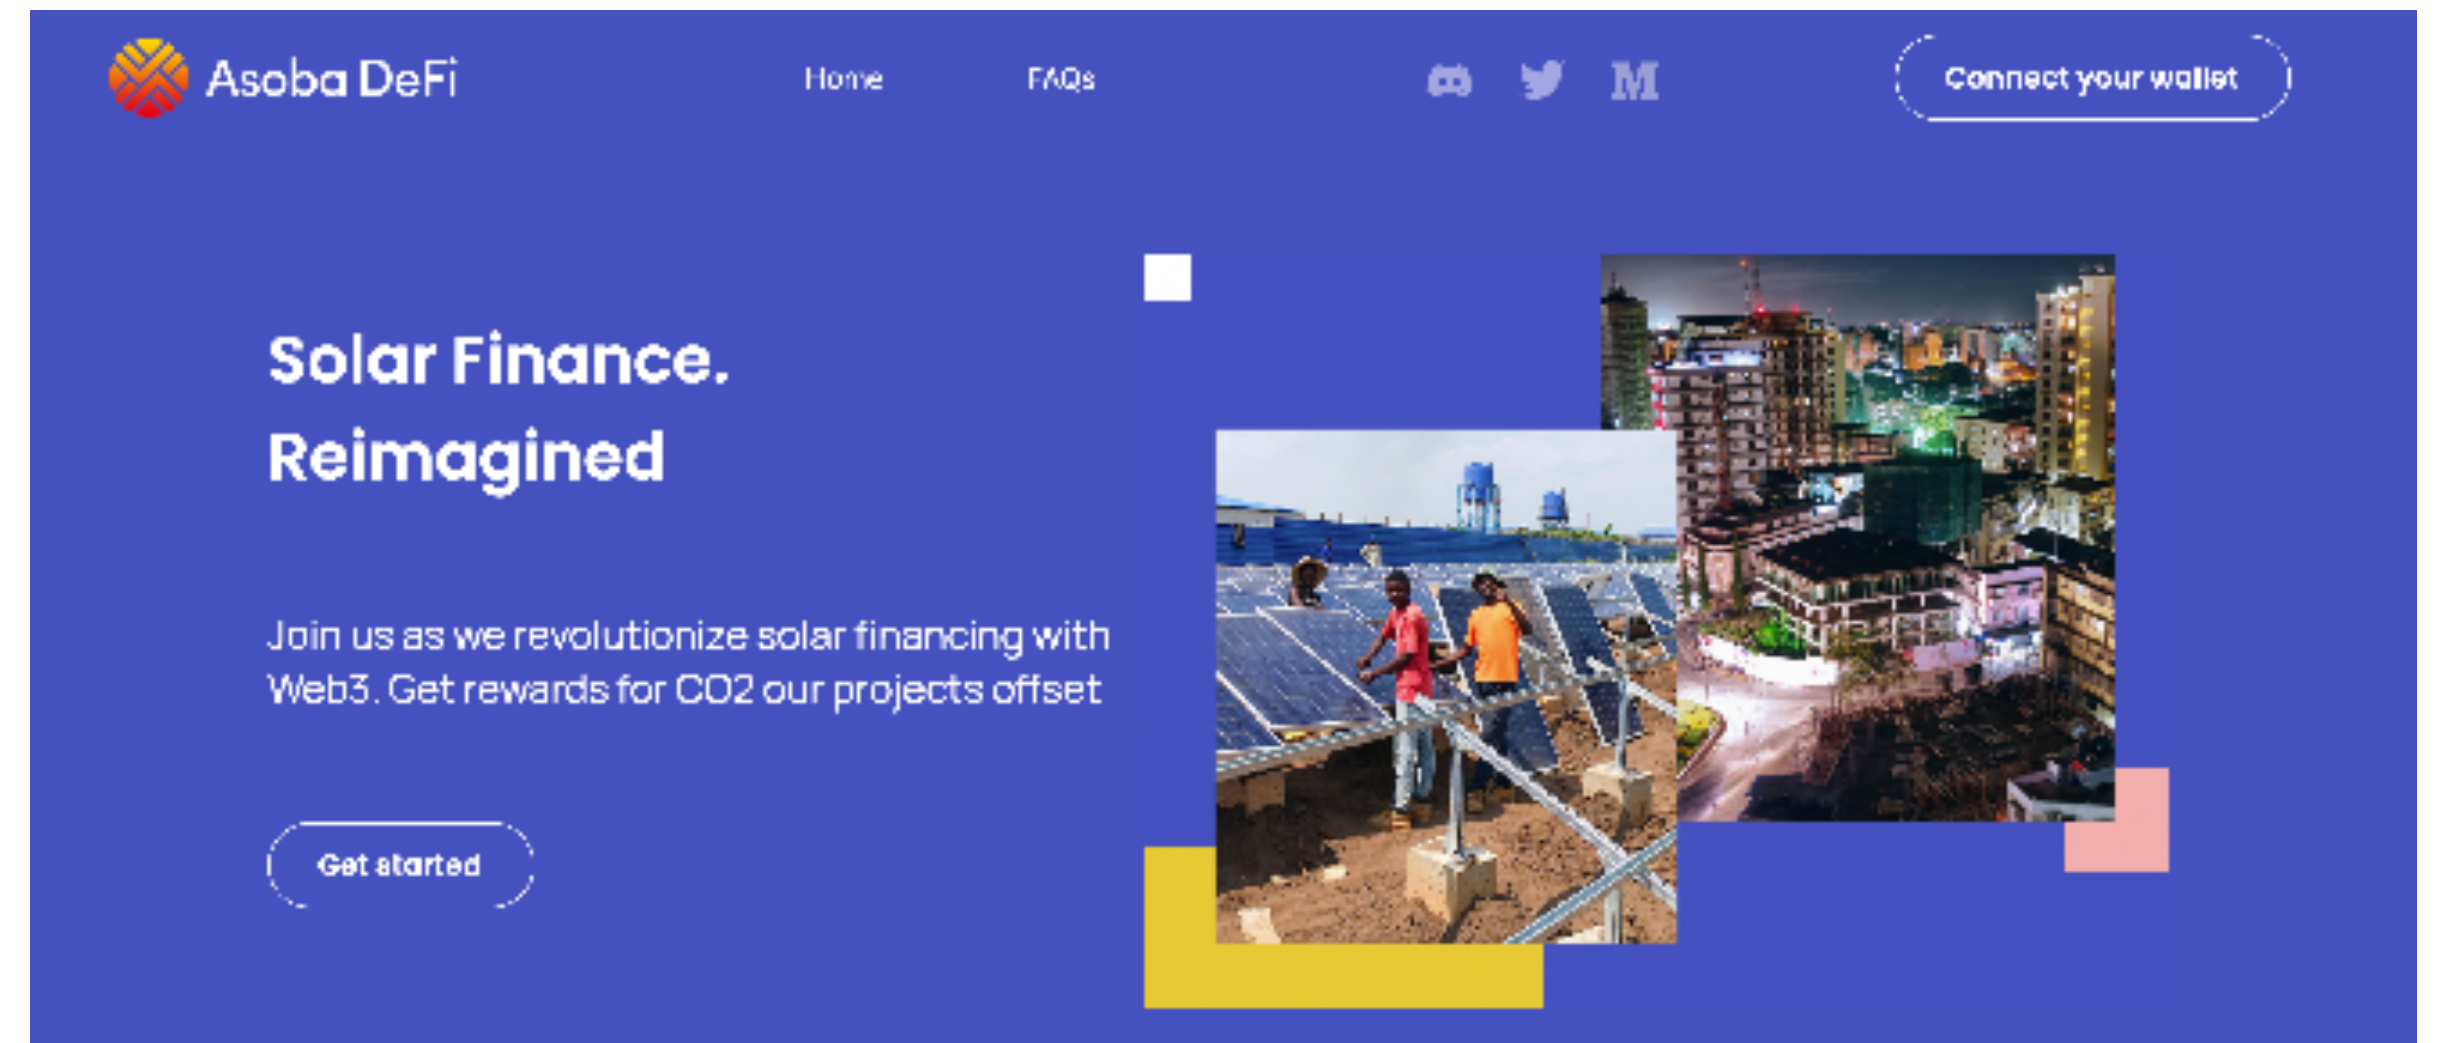 Asoba DeFi
Home
FAQs
Connect your wallet
Solar Finance.
Reimagined
Join us as we revolutionize solar financing with
Web3. Get rewards for CO2 our projects offset
Get started